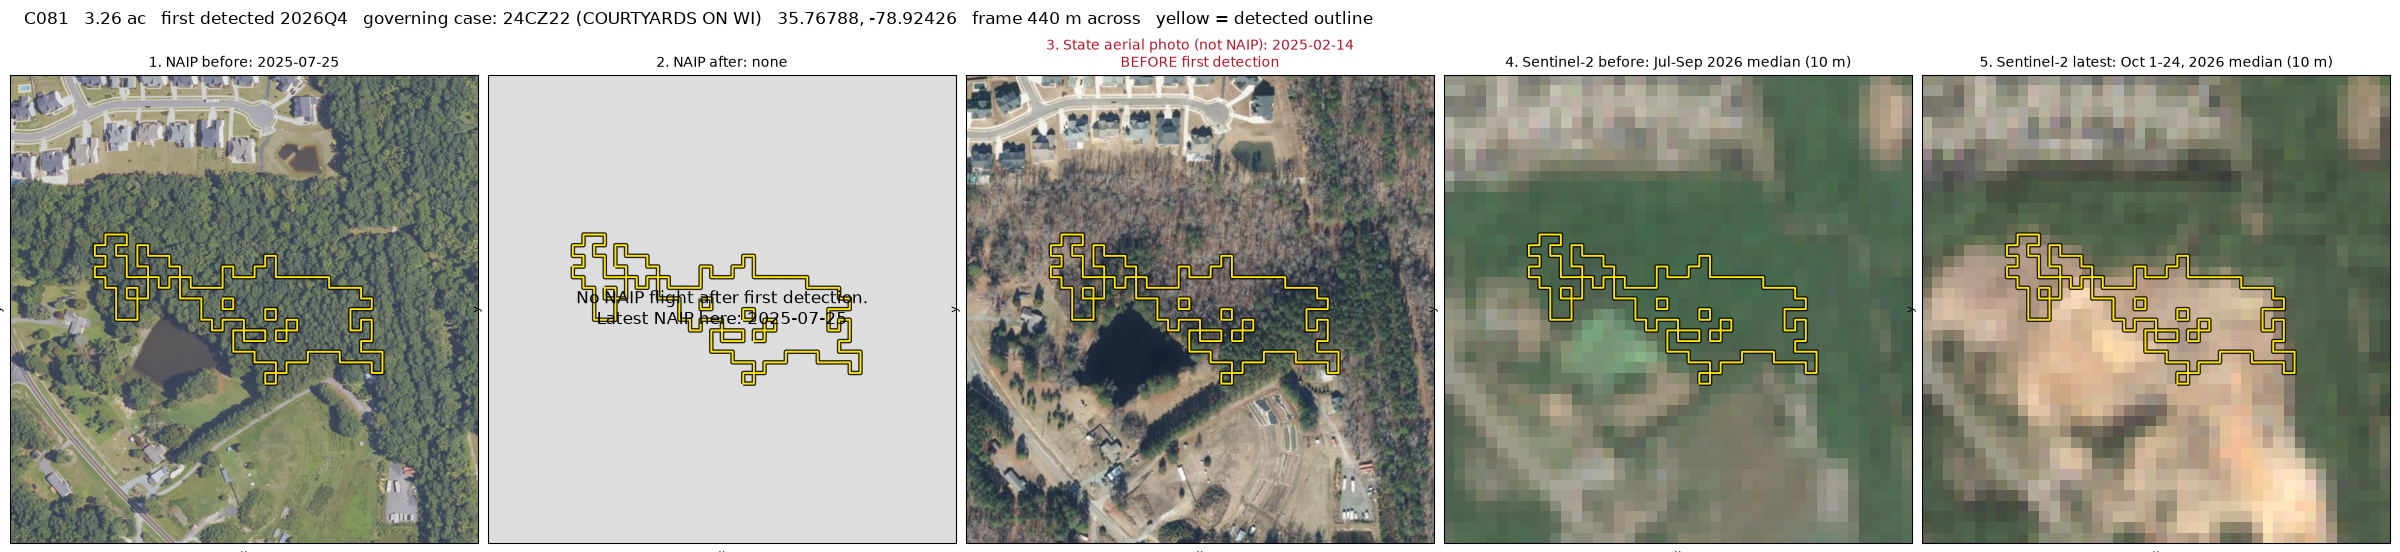 C081   3.26 ac   first detected 2026Q4   governing case: 24CZ22 (COURTYARDS ON WI)   35.76788, -78.92426   frame 440 m across   yellow = detected outline
1. NAIP before: 2025-07-25
2. NAIP after: none
3. State aerial photo (not NAIP): 2025-02-14
BEFORE first detection
4. Sentinel-2 before: Jul-Sep 2026 median (10 m)
5. Sentinel-2 latest: Oct 1-24, 2026 median (10 m)
No NAIP flight after first detection.
Latest NAIP here: 2025-07-25